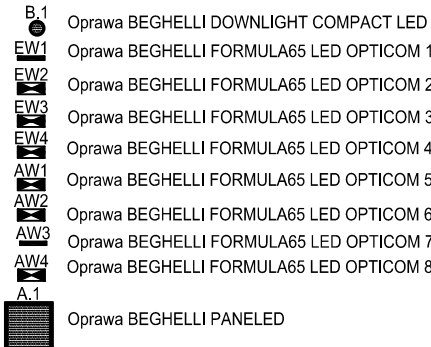 B.1 Oprawa BEGHELLI DOWNLIGHT COMPACT LED
EW1 Oprawa BEGHELLI FORMULA65 LED OPTICOM 1
EW2 Oprawa BEGHELLI FORMULA65 LED OPTICOM 2
EW3 Oprawa BEGHELLI FORMULA65 LED OPTICOM 3
EW4 Oprawa BEGHELLI FORMULA65 LED OPTICOM 4
AW1 Oprawa BEGHELLI FORMULA65 LED OPTICOM 5
AW2 Oprawa BEGHELLI FORMULA65 LED OPTICOM 6
AW3 Oprawa BEGHELLI FORMULA65 LED OPTICOM 7
AW4 Oprawa BEGHELLI FORMULA65 LED OPTICOM 8
A.1 Oprawa BEGHELLI PANELED